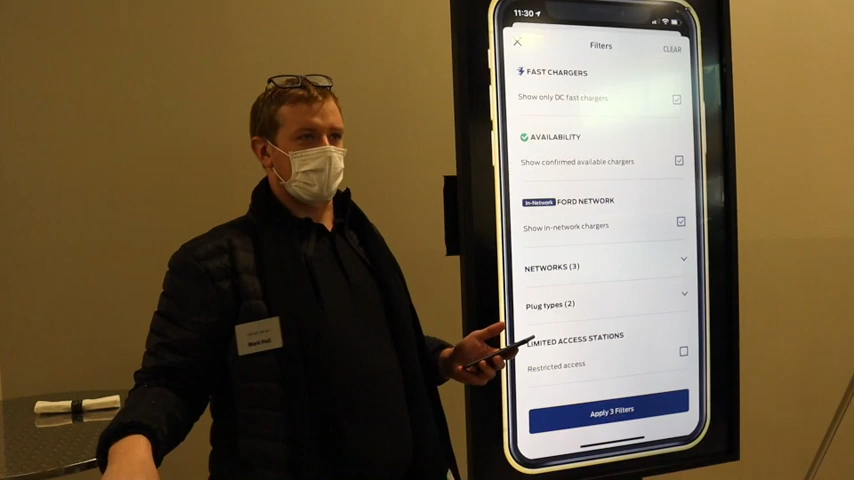 11:30
Filters
CLEAR
FAST CHARGERS
Show only DC fast chargers
AVAILABILITY
Show confirmed available chargers
In-Network FORD NETWORK
Show in-network chargers
NETWORKS (3)
Plug types (2)
LIMITED ACCESS STATIONS
Restricted access
Apply 3 Filters